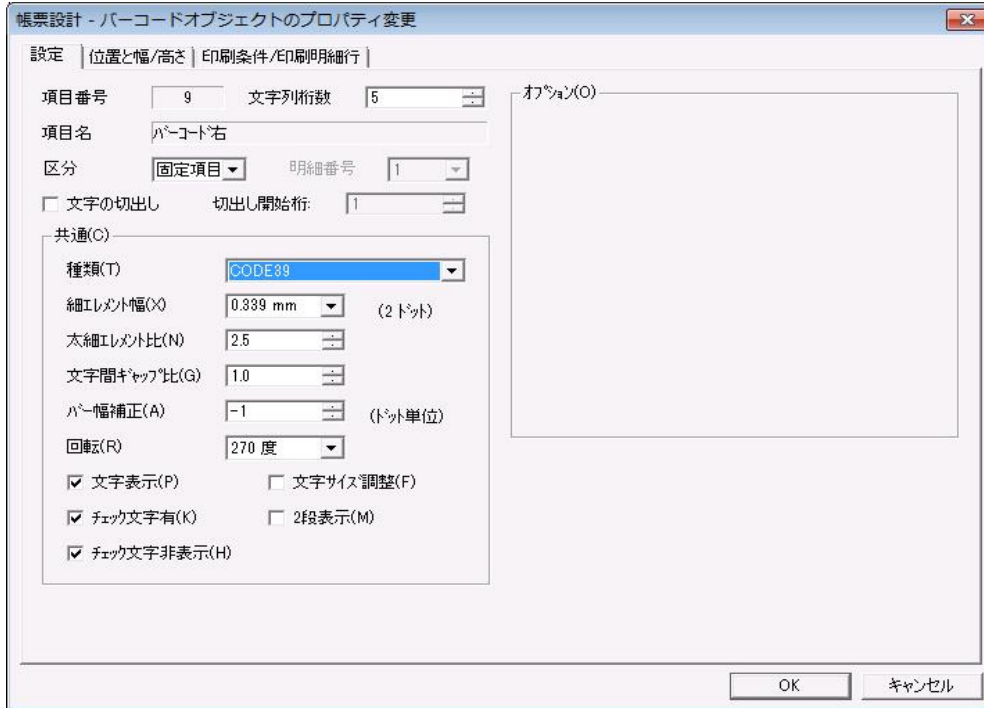 帳票設計 - バーコードオブジェクトのプロパティ変更
設定 位置と幅/高さ 印刷条件/印刷明細行
項目番号 9 文字列桁数 5
オプション(O)
項目名 バーコード右
区分 固定項目 明細番号 1
文字の切出し 切出し開始桁: 1
共通(C)
種類(T) CODE39
細エレメント幅(X) 0.339 mm (2 ドット)
太細エレメント比(N) 2.5
文字間ギャップ比(G) 1.0
バー幅補正(A) -1 (ドット単位)
回転(R) 270 度
文字表示(P) 文字サイズ調整(F)
チェック文字有(K) 2段表示(M)
チェック文字非表示(H)
OK キャンセル